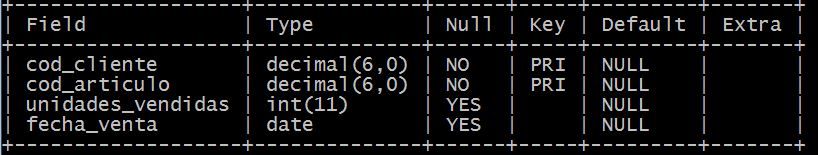 +------------------+--------------+------+-----+---------+-------+
| Field            | Type         | Null | Key | Default | Extra |
+------------------+--------------+------+-----+---------+-------+
| cod_cliente      | decimal(6,0) | NO   | PRI | NULL    |       |
| cod_articulo     | decimal(6,0) | NO   | PRI | NULL    |       |
| unidades_vendidas | int(11)      | YES  |     | NULL    |       |
| fecha_venta      | date         | YES  |     | NULL    |       |
+------------------+--------------+------+-----+---------+-------+